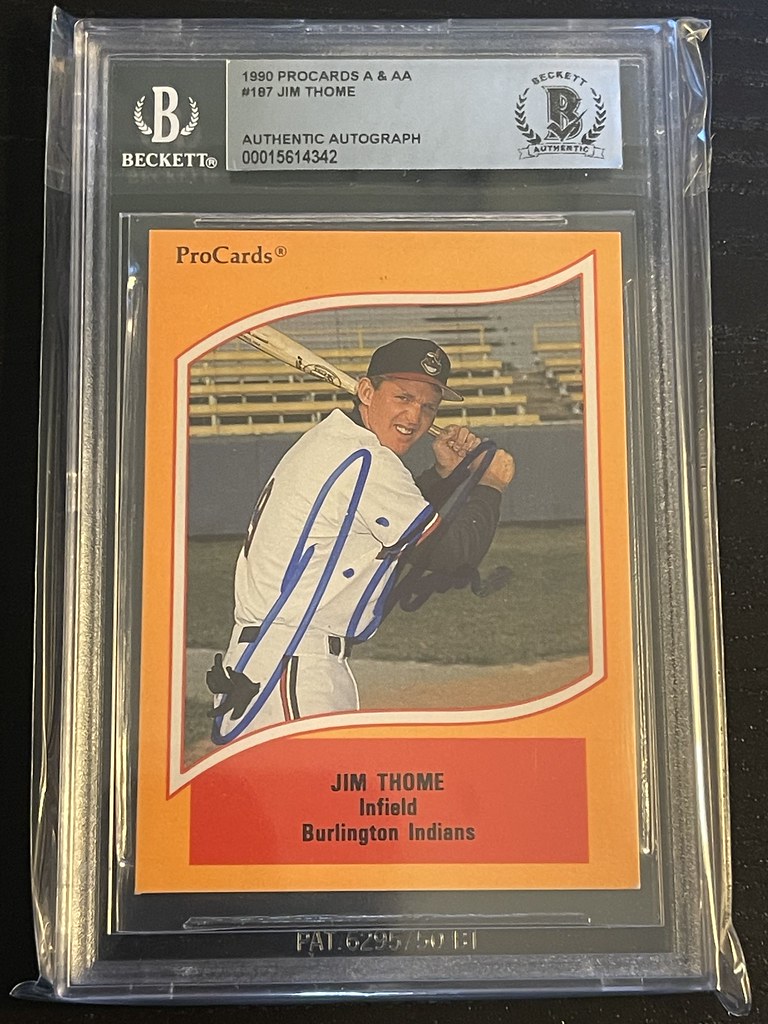 1990 PROCARDS A & AA
#187 JIM THOME
AUTHENTIC AUTOGRAPH
00015614342
B
BECKETT®
BECKETT
B
AUTHENTIC
ProCards®
JIM THOME
Infield
Burlington Indians